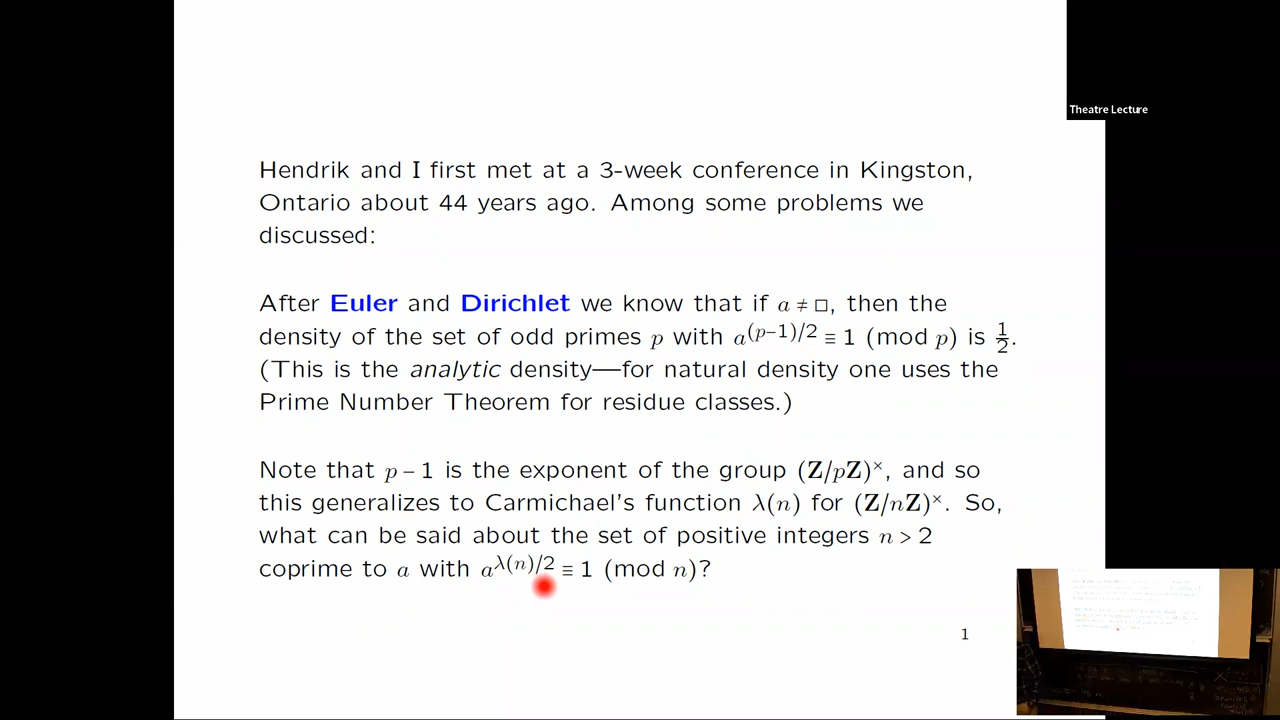 Theatre Lecture
Hendrik and I first met at a 3-week conference in Kingston,
Ontario about 44 years ago. Among some problems we
discussed:
After Euler and Dirichlet we know that if a ≠ □, then the
density of the set of odd primes p with a^(p−1)/2 ≡ 1 (mod p) is 1/2.
(This is the analytic density—for natural density one uses the
Prime Number Theorem for residue classes.)
Note that p − 1 is the exponent of the group (Z/pZ)^×, and so
this generalizes to Carmichael's function λ(n) for (Z/nZ)^×. So,
what can be said about the set of positive integers n > 2
coprime to a with a^λ(n)/2 ≡ 1 (mod n)?
1